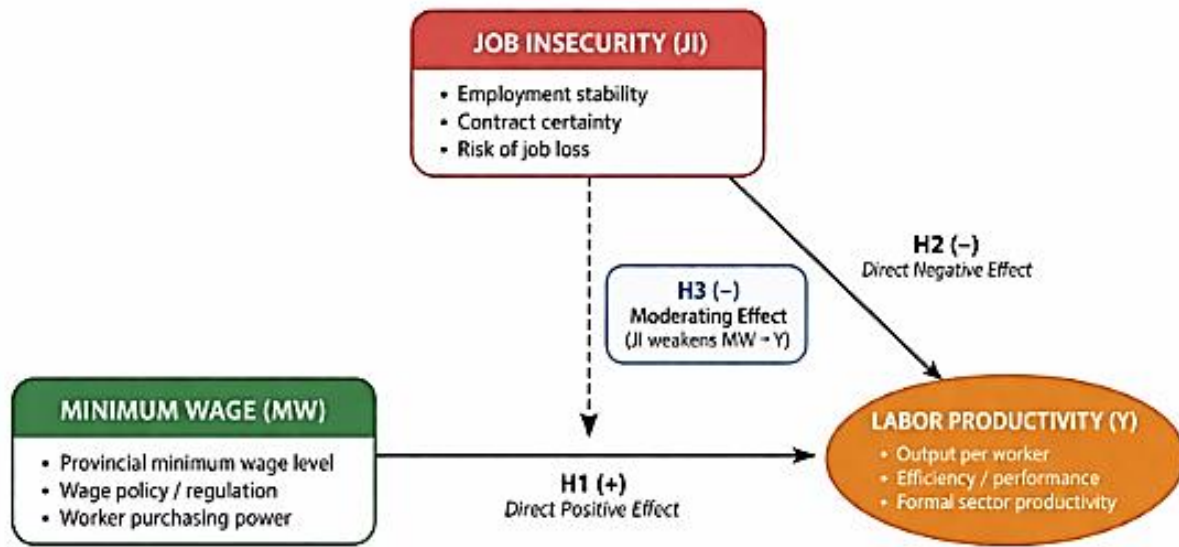 JOB INSECURITY (JI)
• Employment stability
• Contract certainty
• Risk of job loss
H2 (–)
Direct Negative Effect
H3 (–)
Moderating Effect
(JI weakens MW → Y)
MINIMUM WAGE (MW)
• Provincial minimum wage level
• Wage policy / regulation
• Worker purchasing power
H1 (+)
Direct Positive Effect
LABOR PRODUCTIVITY (Y)
• Output per worker
• Efficiency / performance
• Formal sector productivity